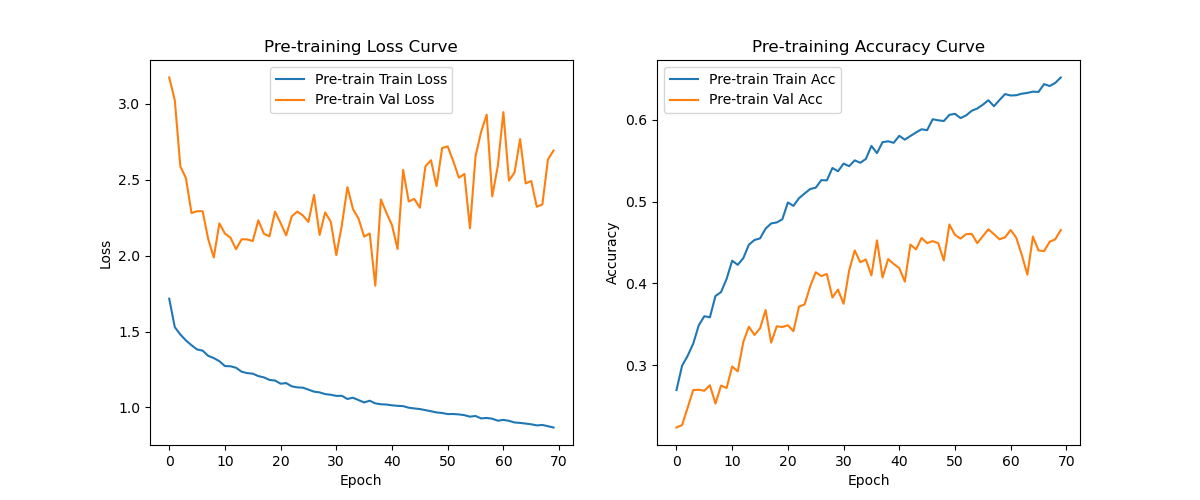 Pre-training Loss Curve
Pre-train Train Loss
Pre-train Val Loss
Loss
3.0
2.5
2.0
1.5
1.0
0 10 20 30 40 50 60 70
Epoch
Pre-training Accuracy Curve
Pre-train Train Acc
Pre-train Val Acc
Accuracy
0.6
0.5
0.4
0.3
0 10 20 30 40 50 60 70
Epoch